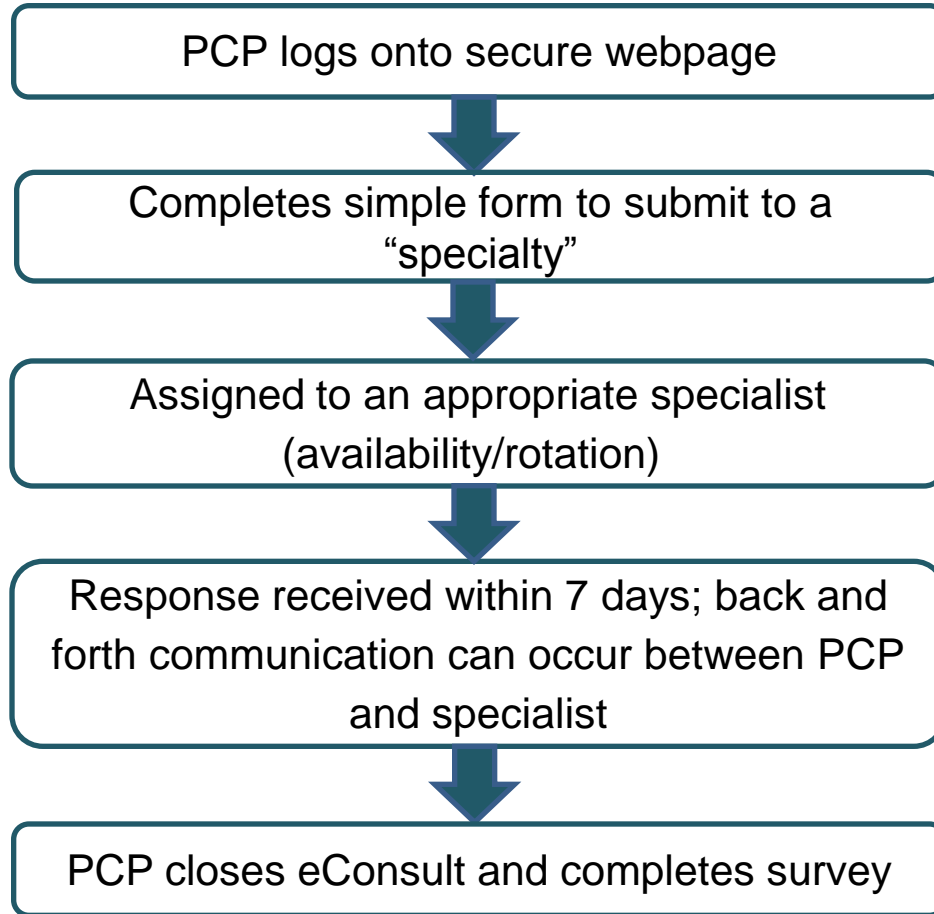 PCP logs onto secure webpage
Completes simple form to submit to a
“specialty”
Assigned to an appropriate specialist
(availability/rotation)
Response received within 7 days; back and
forth communication can occur between PCP
and specialist
PCP closes eConsult and completes survey